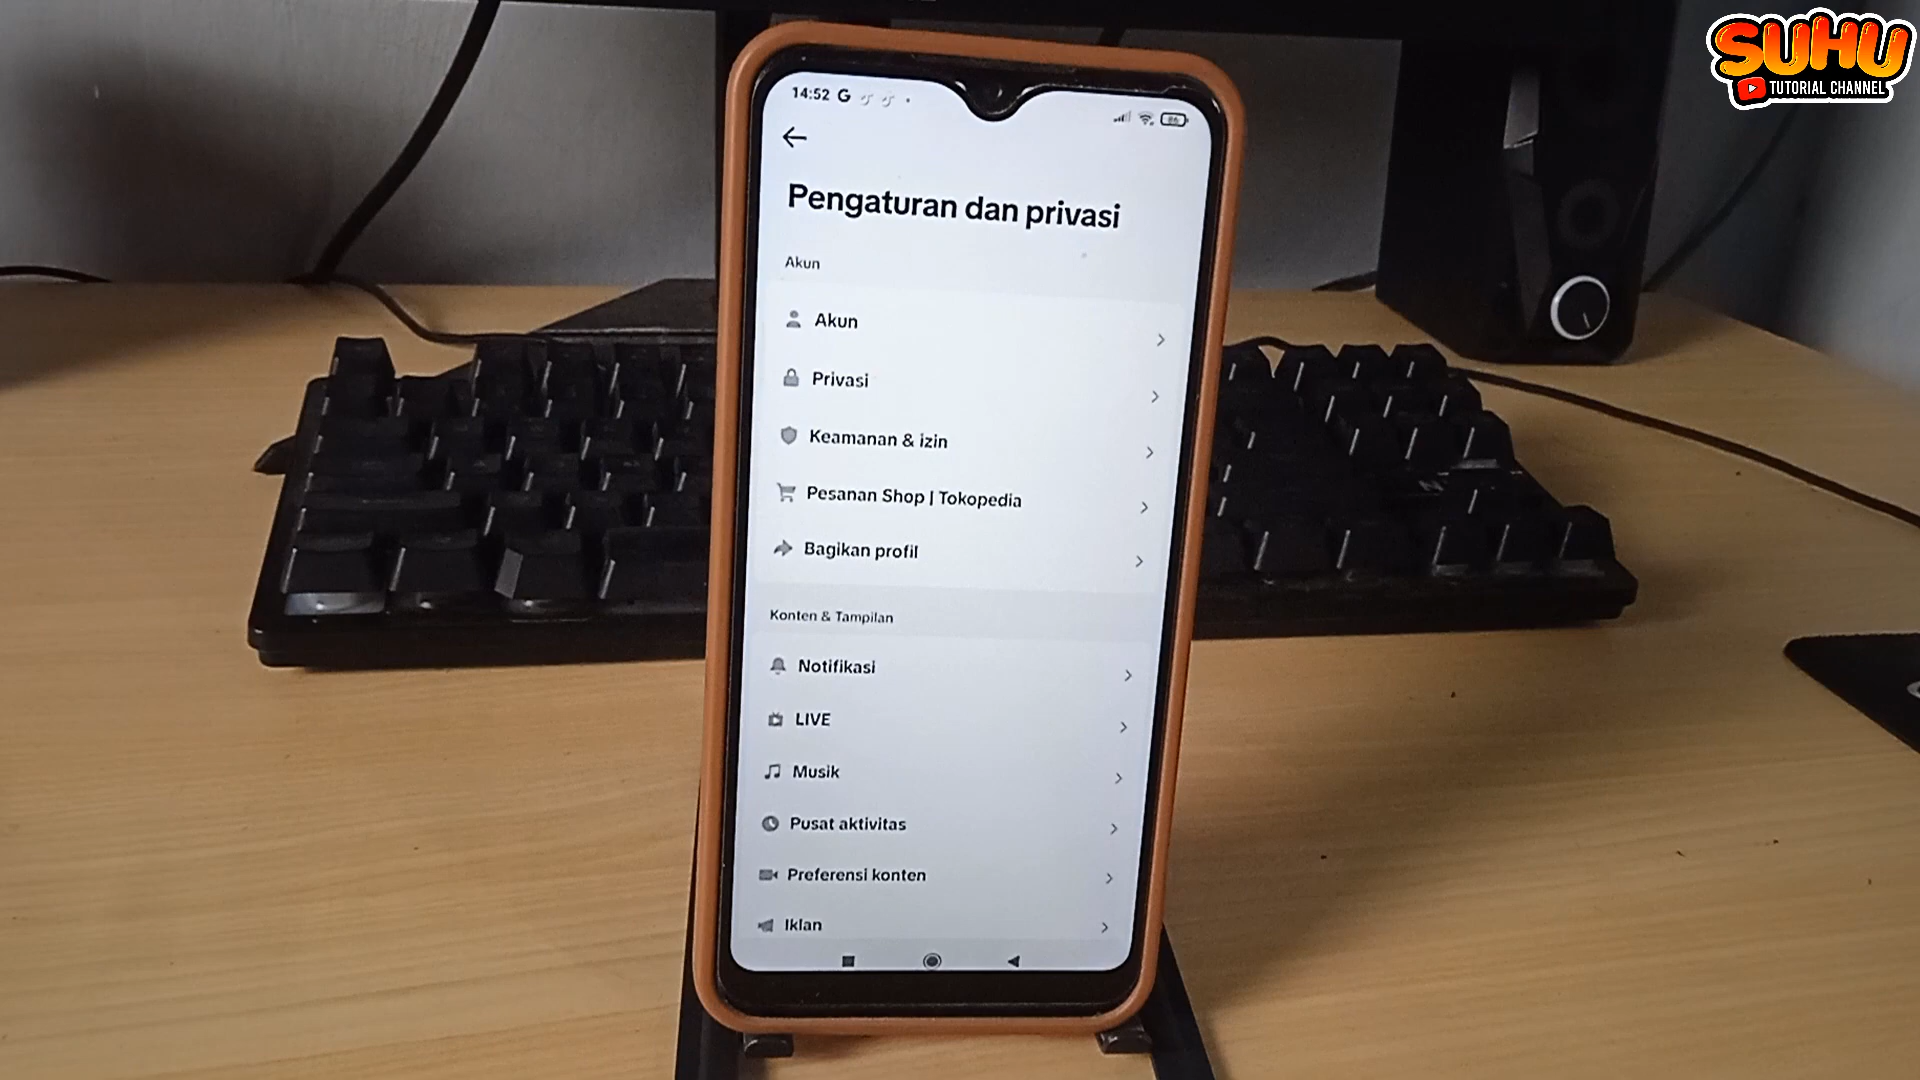 SUHU
TUTORIAL CHANNEL
14:52 G
Pengaturan dan privasi
Akun
Akun
Privasi
Keamanan & izin
Pesanan Shop | Tokopedia
Bagikan profil
Konten & Tampilan
Notifikasi
LIVE
Musik
Pusat aktivitas
Preferensi konten
Iklan